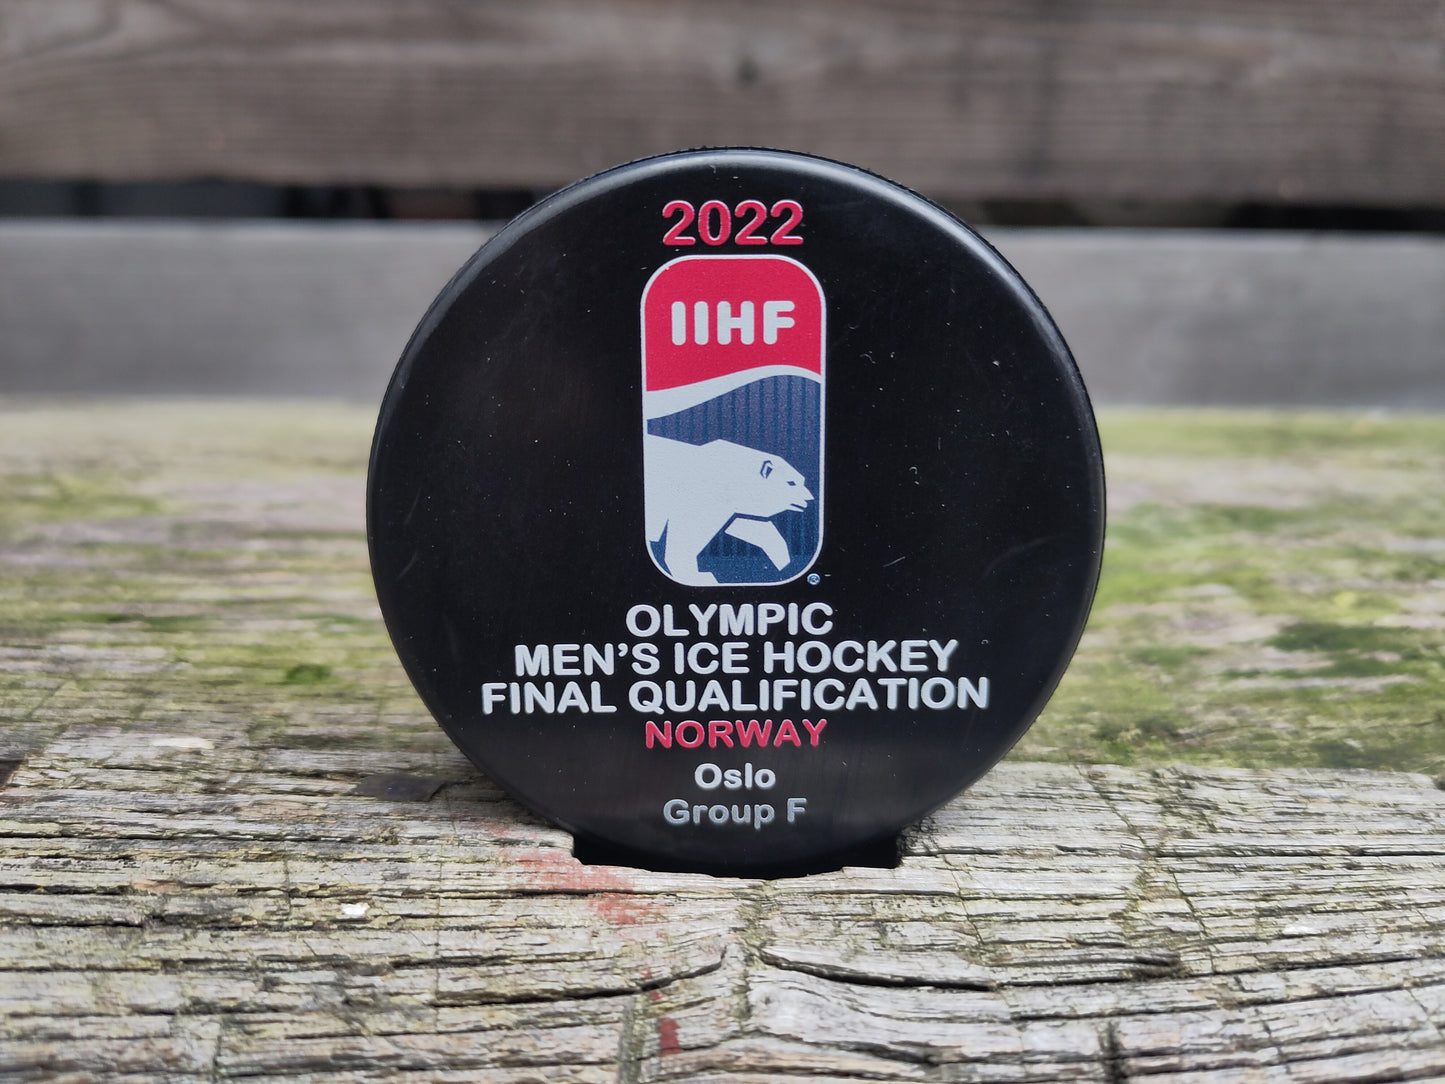 2022
IIHF
®
OLYMPIC
MEN'S ICE HOCKEY
FINAL QUALIFICATION
NORWAY
Oslo
Group F